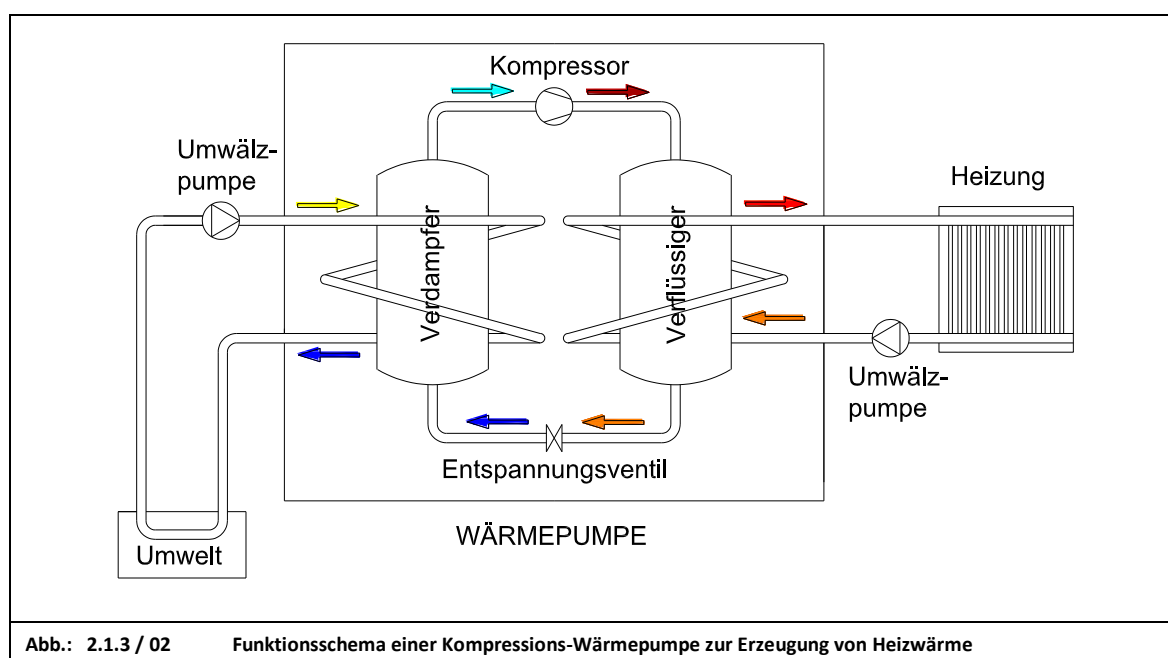 Kompressor
Umwälz-
pumpe
Heizung
Verdampfer
Verflüssiger
Umwälz-
pumpe
Entspannungsventil
WÄRMEPUMPE
Umwelt
Abb.: 2.1.3 / 02 Funktionsschema einer Kompressions-Wärmepumpe zur Erzeugung von Heizwärme